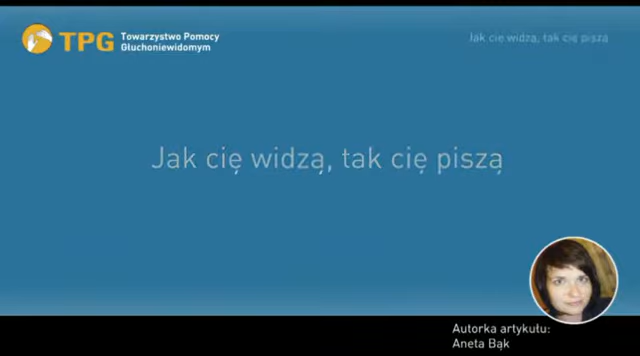 TPG
Towarzystwo Pomocy
Głuchoniewidomym
Jak cię widzą, tak cię piszą
Jak cię widzą, tak cię piszą
Autorka artykułu:
Aneta Bąk